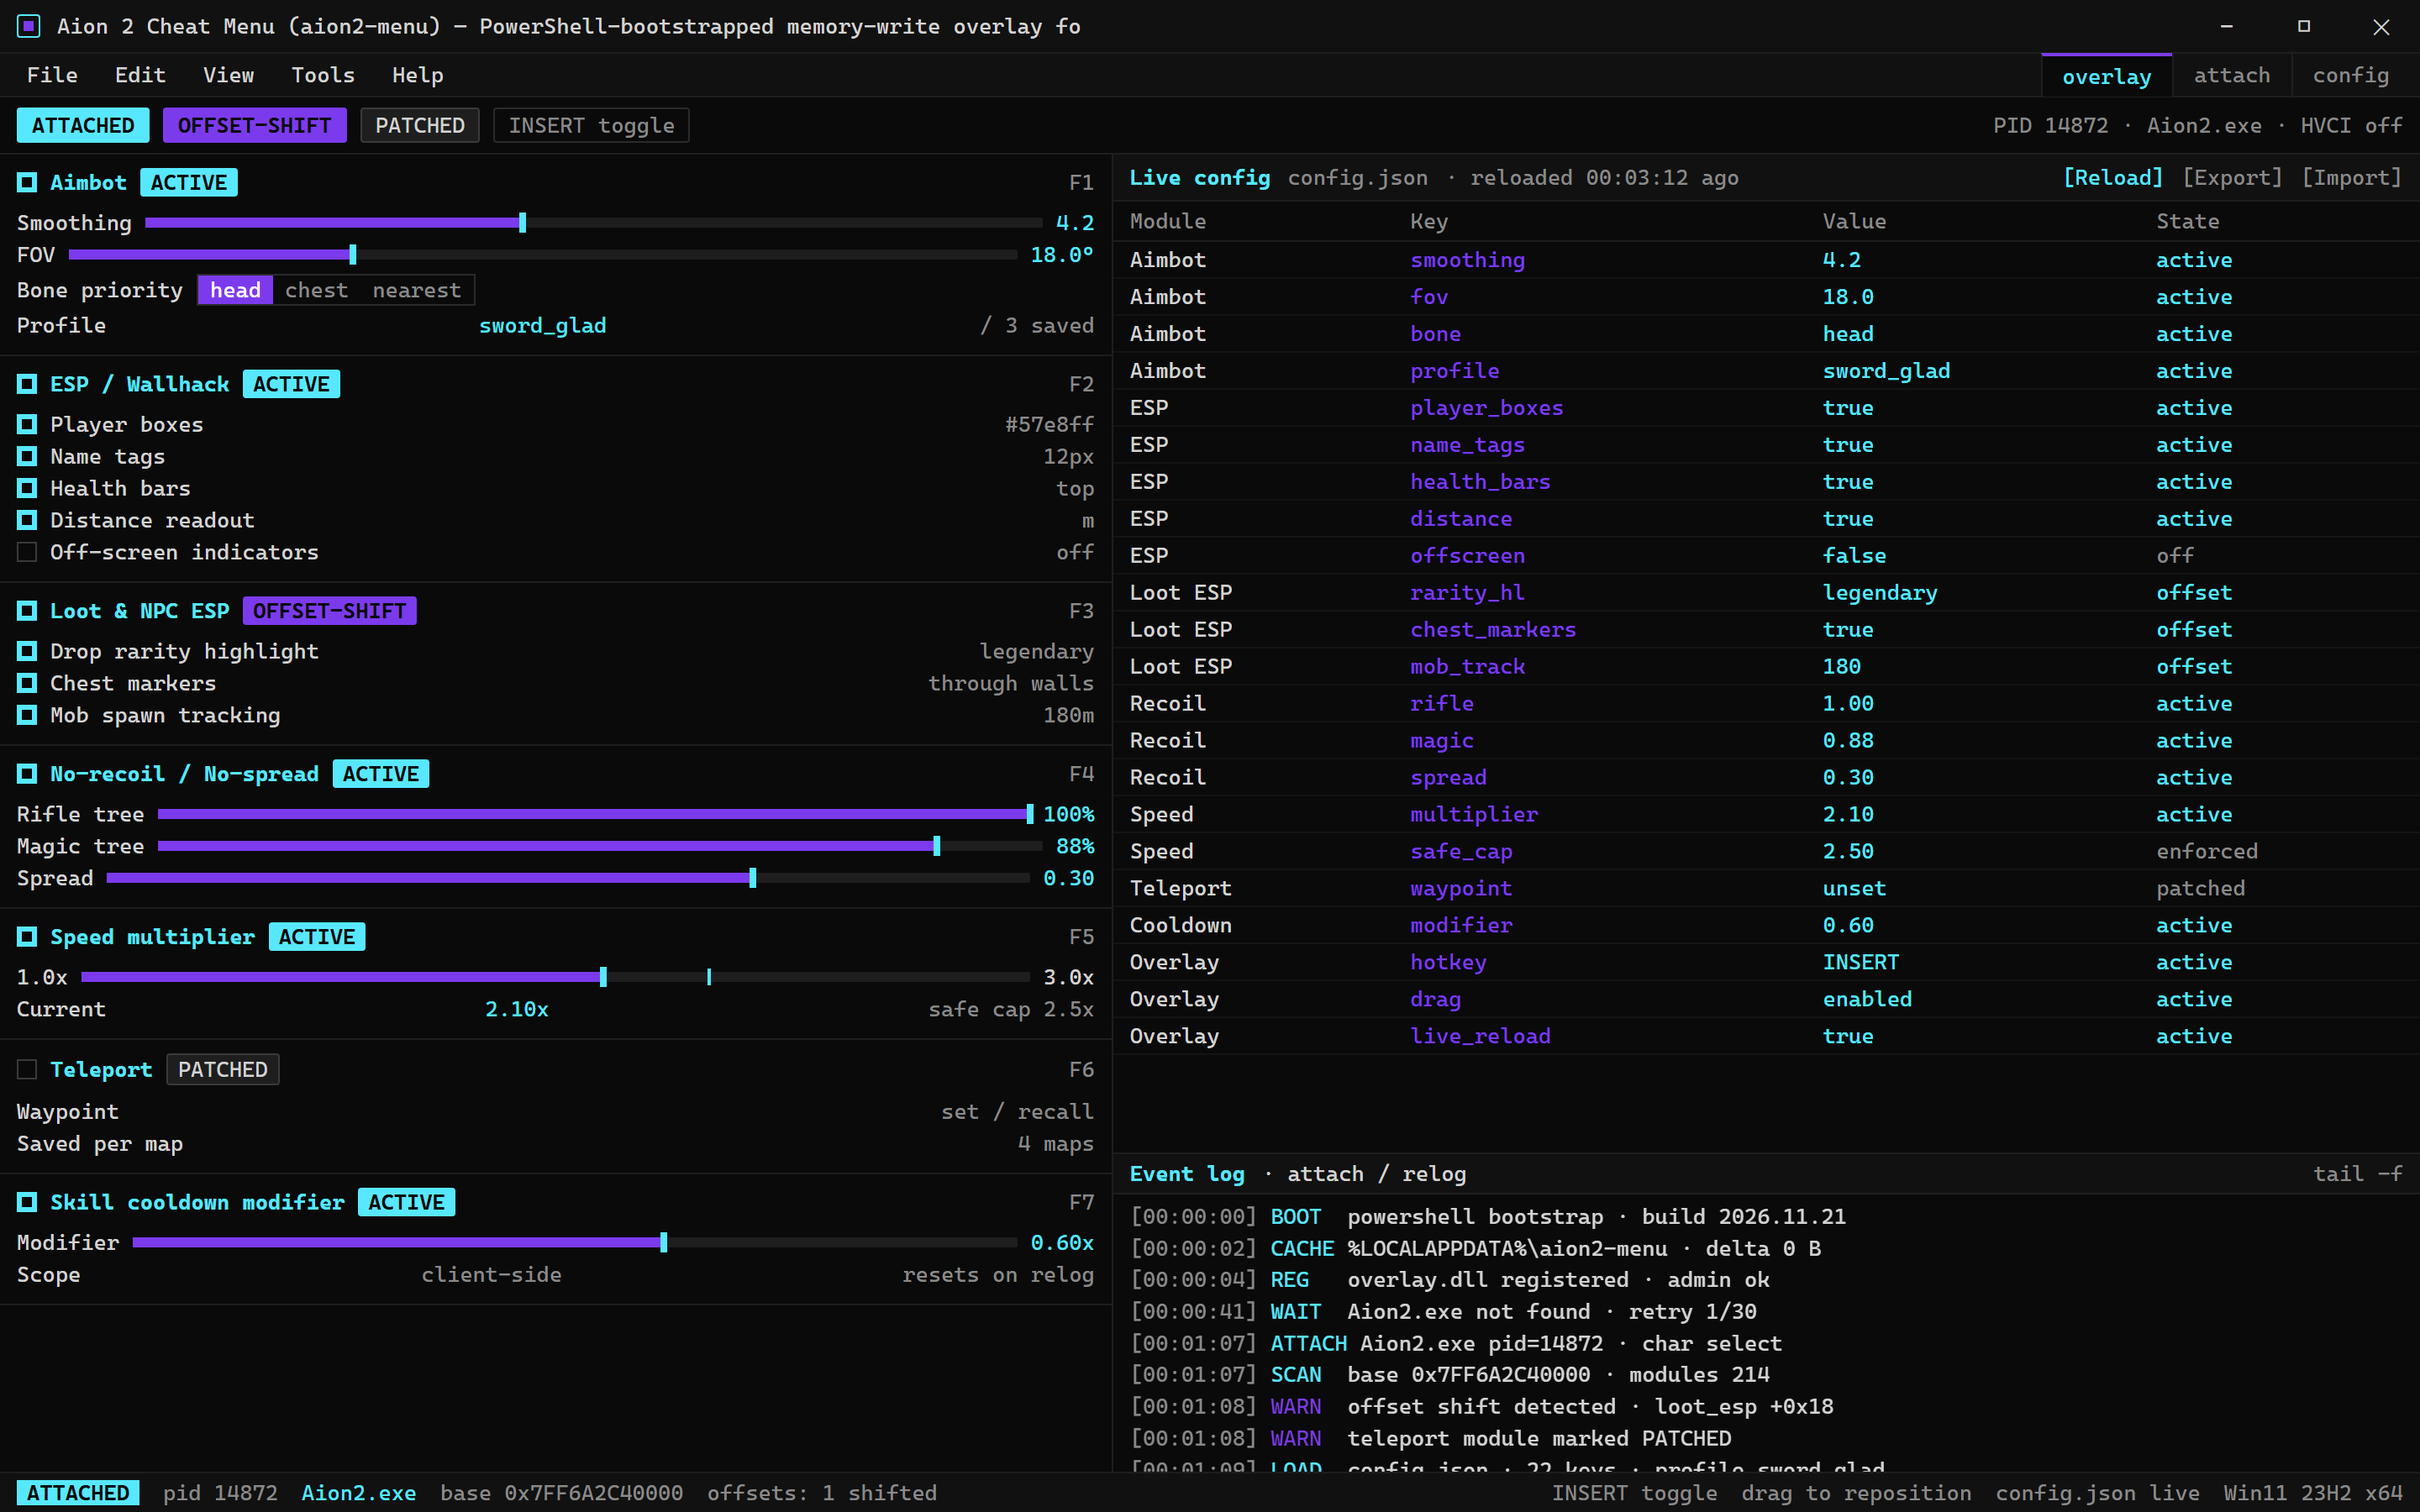 Aion 2 Cheat Menu (aion2-menu) — PowerShell-bootstrapped memory-write overlay fo
File Edit View Tools Help overlay attach config
ATTACHED OFFSET-SHIFT PATCHED INSERT toggle PID 14872 · Aion2.exe · HVCI off
Aimbot ACTIVE F1
Smoothing 4.2
FOV 18.0°
Bone priority head chest nearest
Profile sword_glad / 3 saved
ESP / Wallhack ACTIVE F2
Player boxes #57e8ff
Name tags 12px
Health bars top
Distance readout m
Off-screen indicators off
Loot & NPC ESP OFFSET-SHIFT F3
Drop rarity highlight legendary
Chest markers through walls
Mob spawn tracking 180m
No-recoil / No-spread ACTIVE F4
Rifle tree 100%
Magic tree 88%
Spread 0.30
Speed multiplier ACTIVE F5
1.0x 3.0x
Current 2.10x safe cap 2.5x
Teleport PATCHED F6
Waypoint set / recall
Saved per map 4 maps
Skill cooldown modifier ACTIVE F7
Modifier 0.60x
Scope client-side resets on relog
Live config config.json · reloaded 00:03:12 ago [Reload] [Export] [Import]
Module Key Value State
Aimbot smoothing 4.2 active
Aimbot fov 18.0 active
Aimbot bone head active
Aimbot profile sword_glad active
ESP player_boxes true active
ESP name_tags true active
ESP health_bars true active
ESP distance true active
ESP offscreen false off
Loot ESP rarity_hl legendary offset
Loot ESP chest_markers true offset
Loot ESP mob_track 180 offset
Recoil rifle 1.00 active
Recoil magic 0.88 active
Recoil spread 0.30 active
Speed multiplier 2.10 active
Speed safe_cap 2.50 enforced
Teleport waypoint unset patched
Cooldown modifier 0.60 active
Overlay hotkey INSERT active
Overlay drag enabled active
Overlay live_reload true active
Event log · attach / relog tail -f
[00:00:00] BOOT powershell bootstrap · build 2026.11.21
[00:00:02] CACHE %LOCALAPPDATA%\aion2-menu · delta 0 B
[00:00:04] REG overlay.dll registered · admin ok
[00:00:41] WAIT Aion2.exe not found · retry 1/30
[00:01:07] ATTACH Aion2.exe pid=14872 · char select
[00:01:07] SCAN base 0x7FF6A2C40000 · modules 214
[00:01:08] WARN offset shift detected · loot_esp +0x18
[00:01:08] WARN teleport module marked PATCHED
[00:01:09] LOAD config.json · 22 keys · profile sword_glad
ATTACHED pid 14872 Aion2.exe base 0x7FF6A2C40000 offsets: 1 shifted INSERT toggle drag to reposition config.json live Win11 23H2 x64